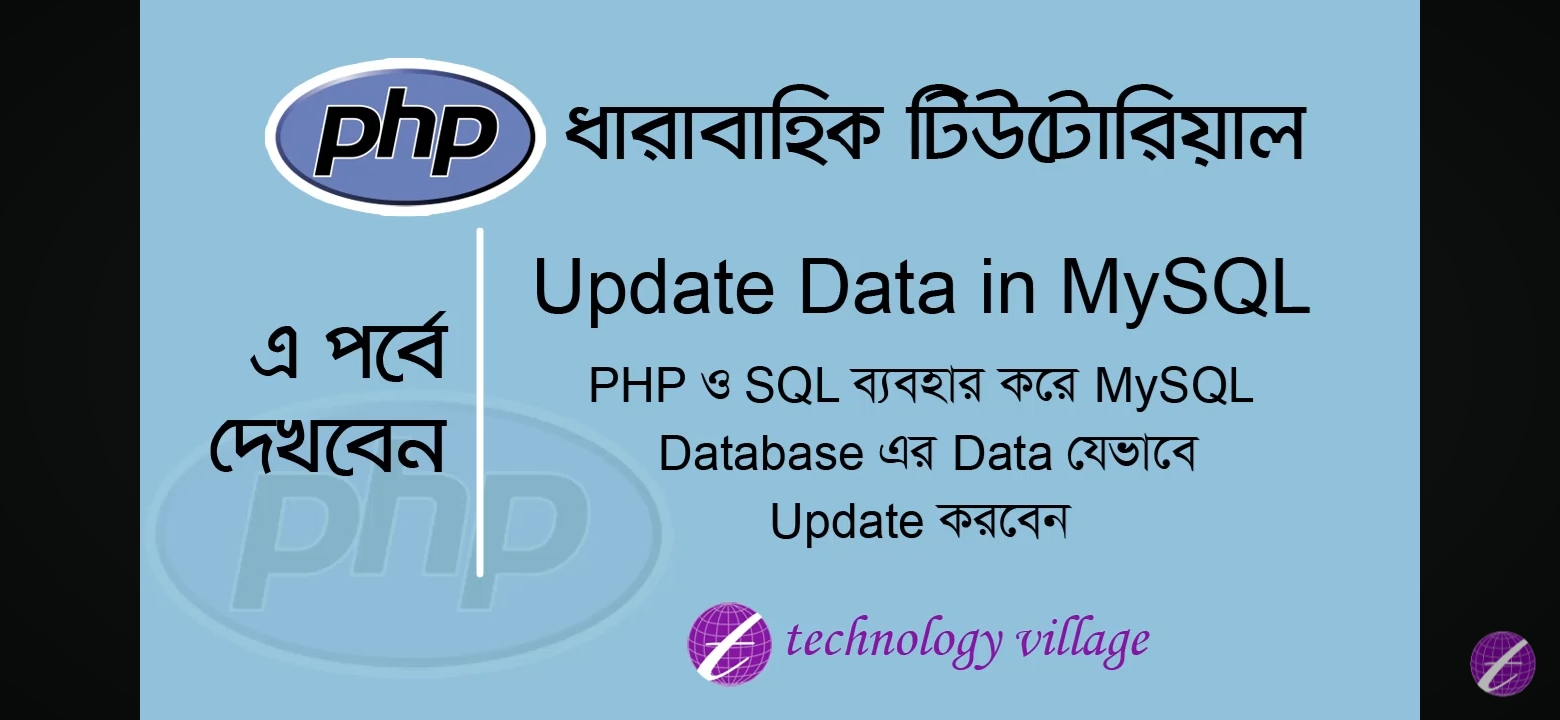 php ধারাবাহিক টিউটোরিয়াল
এ পর্বে
দেখবেন
Update Data in MySQL
PHP ও SQL ব্যবহার করে MySQL
Database এর Data যেভাবে
Update করবেন
php
technology village